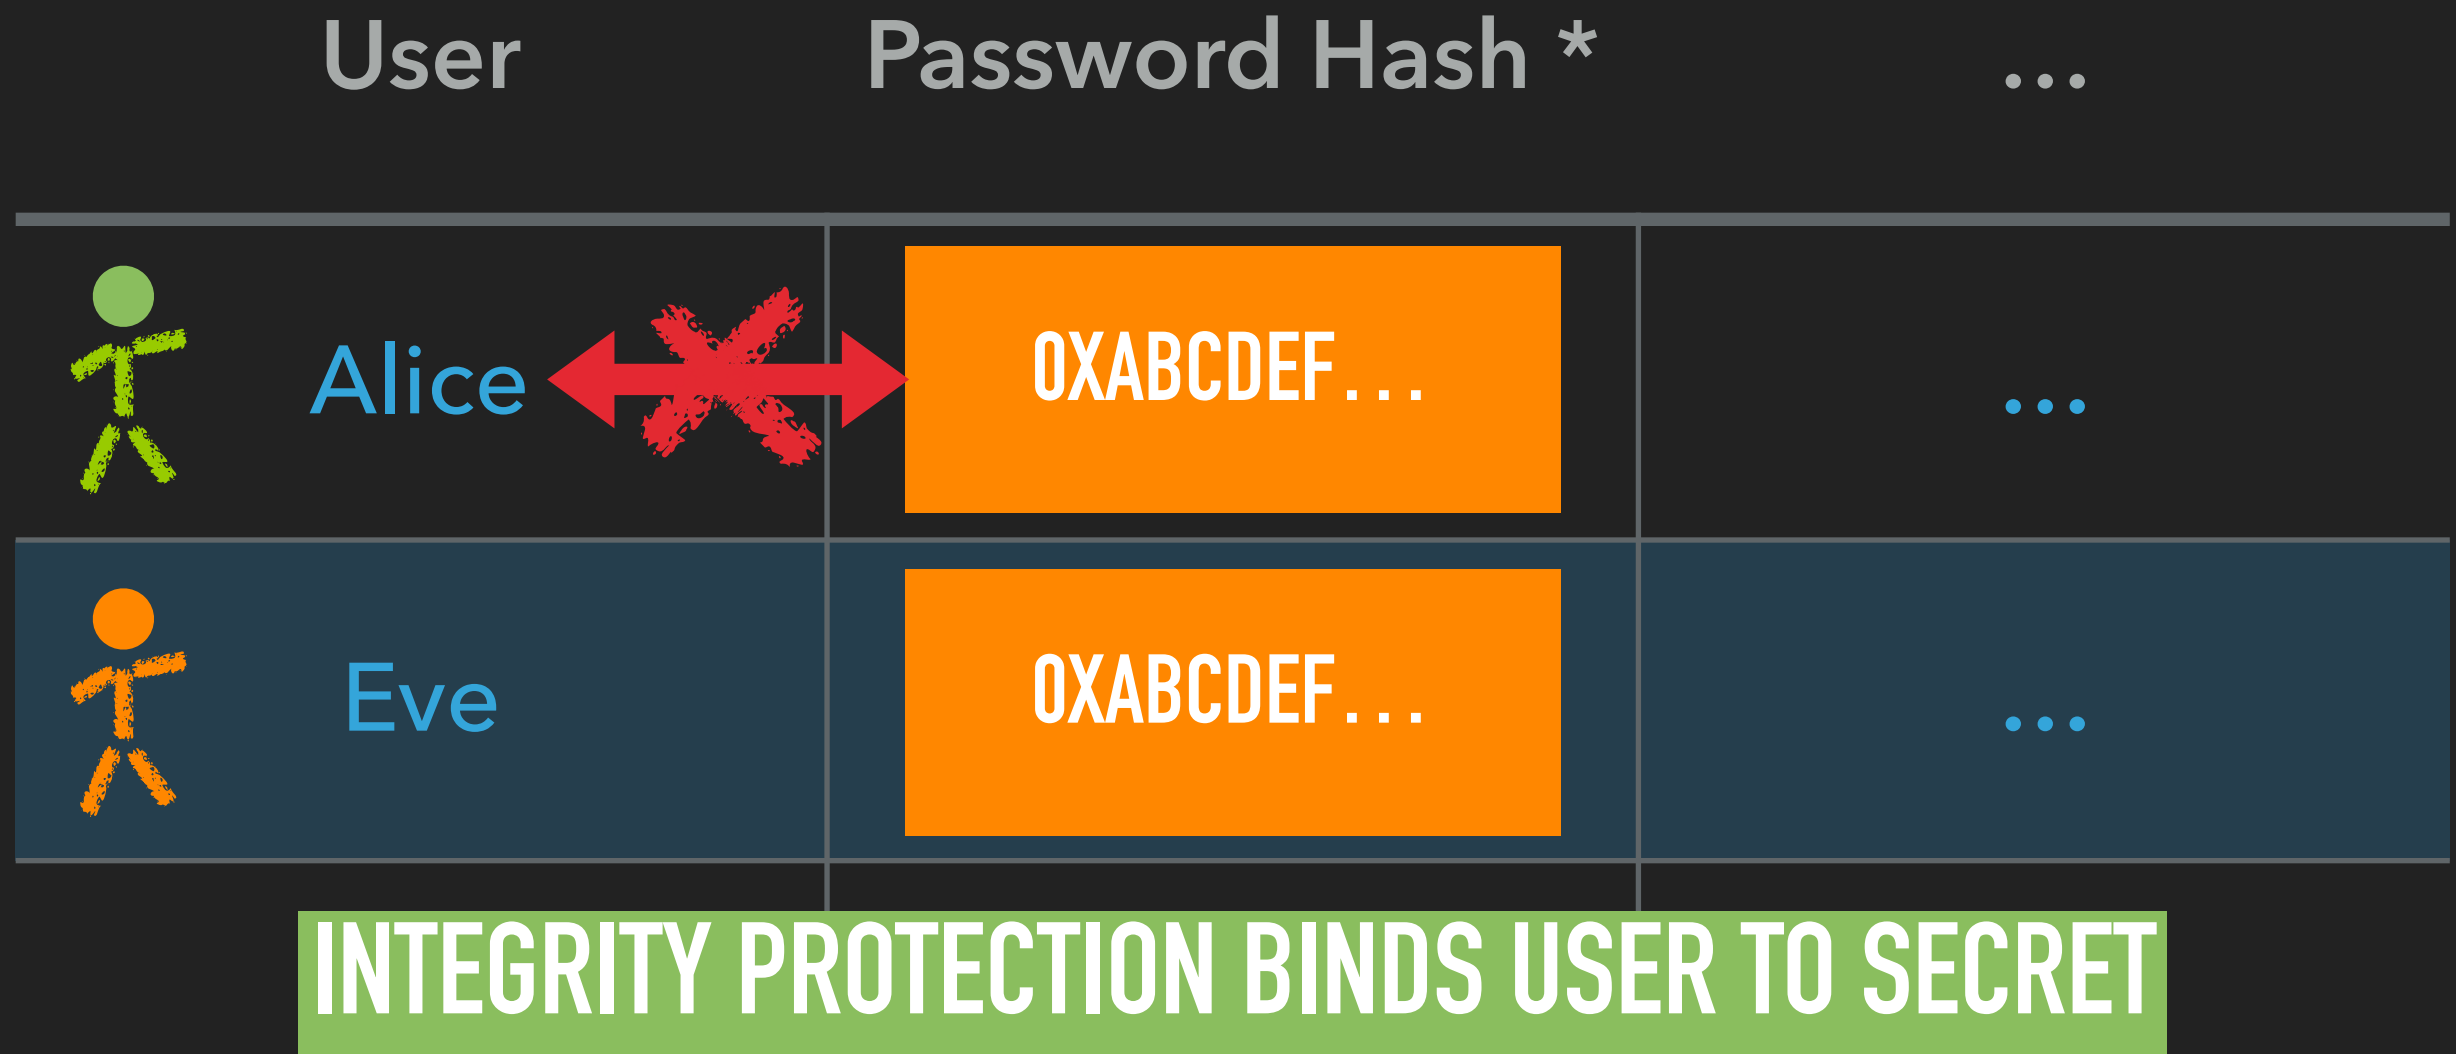 User Password Hash * ...
Alice 0XABCDEF... ...
Eve 0XABCDEF... ...
INTEGRITY PROTECTION BINDS USER TO SECRET